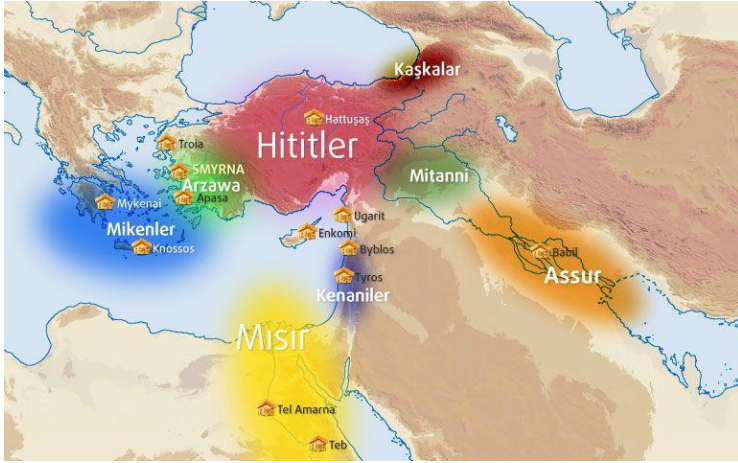 Kaşkalar
Hattuşaş
Hititler
Troia
SMYRNA
Arzawa
Apasa
Mitanni
Mykenai
Mikenler
Knossos
Ugarit
Enkomi
Byblos
Babil
Assur
Tyros
Kenaniler
Mısır
Tel Amarna
Teb